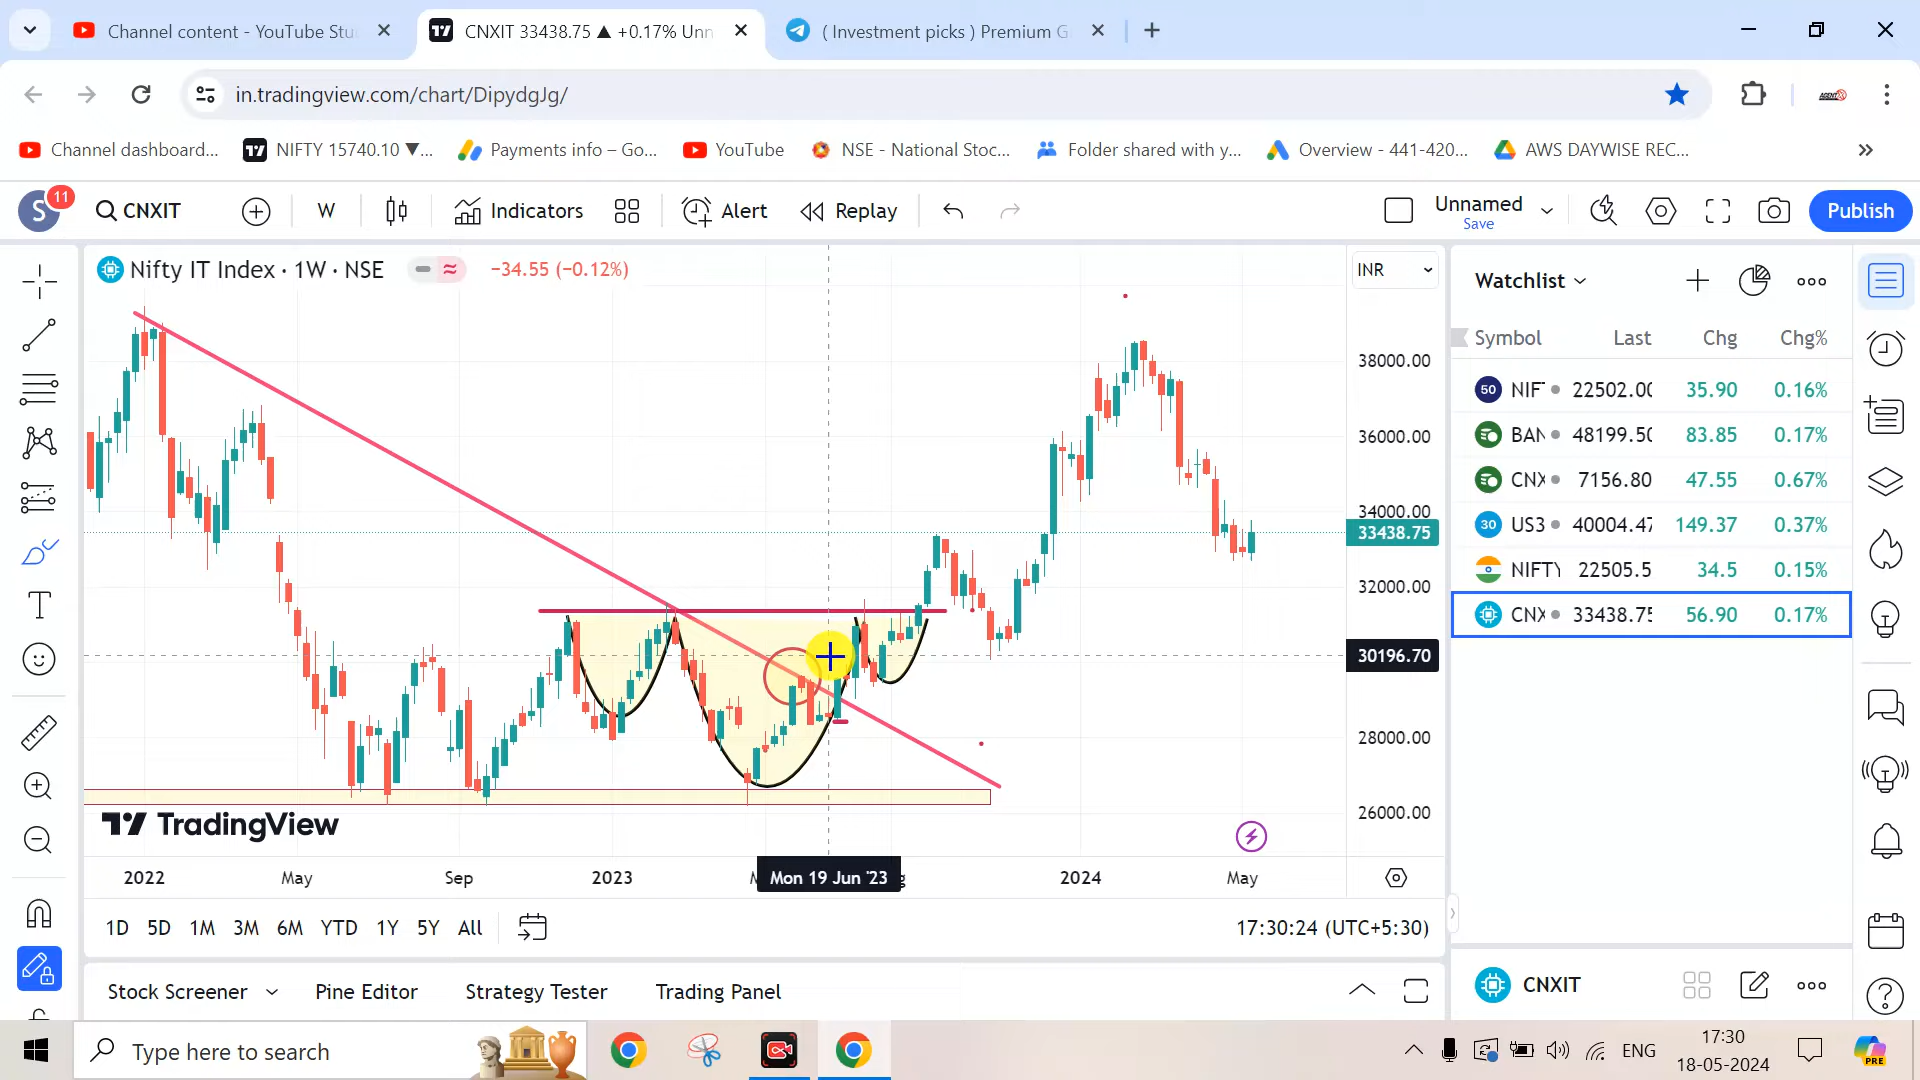 Channel content - YouTube Stu
CNXIT 33438.75 ▲ +0.17% Unn
( Investment picks ) Premium G
in.tradingview.com/chart/DipydgJg/
Channel dashboard...
NIFTY 15740.10 ▼...
Payments info – Go...
YouTube
NSE - National Stoc...
Folder shared with y...
Overview - 441-420...
AWS DAYWISE REC...
S 11
CNXIT
W
Indicators
Alert
Replay
Unnamed
Save
Publish
Nifty IT Index · 1W · NSE
−34.55 (−0.12%)
INR
38000.00
36000.00
34000.00
33438.75
32000.00
30196.70
28000.00
26000.00
TradingView
2022
May
Sep
2023
Mon 19 Jun '23
2024
May
1D 5D 1M 3M 6M YTD 1Y 5Y All
17:30:24 (UTC+5:30)
Stock Screener
Pine Editor
Strategy Tester
Trading Panel
Watchlist
Symbol Last Chg Chg%
50 NIF 22502.00 35.90 0.16%
BAN 48199.50 83.85 0.17%
CNX 7156.80 47.55 0.67%
30 US3 40004.47 149.37 0.37%
NIFTY 22505.5 34.5 0.15%
CNX 33438.75 56.90 0.17%
CNXIT
Type here to search
ENG
17:30
18-05-2024
PRE